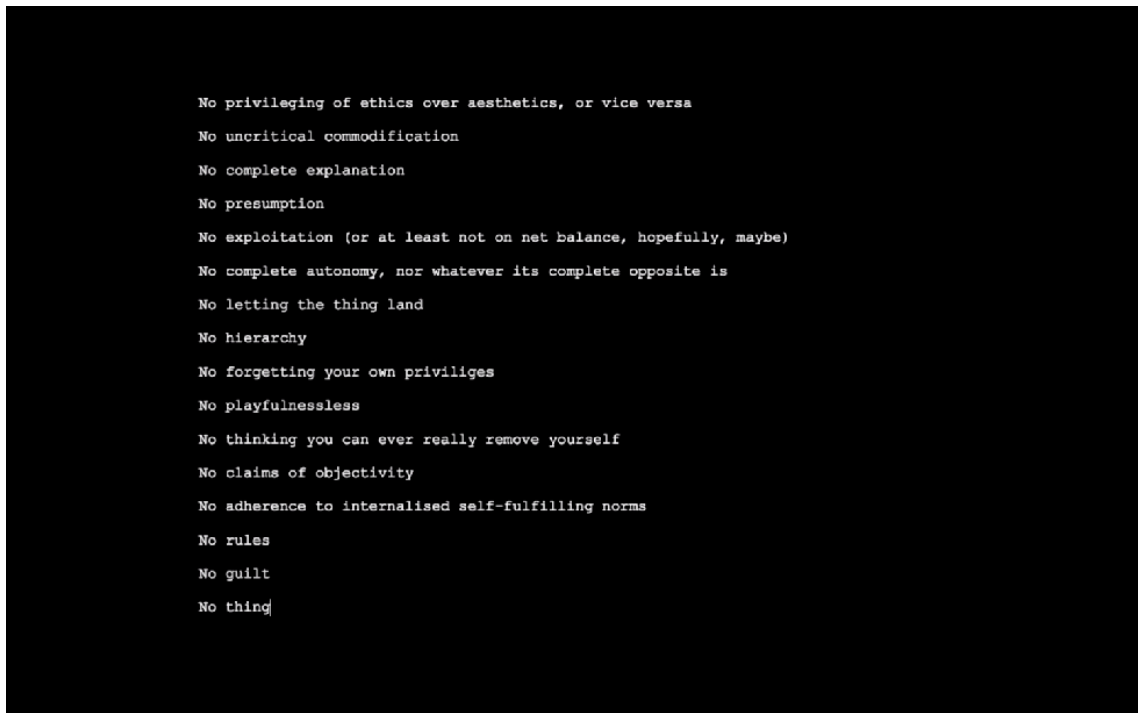 No privileging of ethics over aesthetics, or vice versa
No uncritical commodification
No complete explanation
No presumption
No exploitation (or at least not on net balance, hopefully, maybe)
No complete autonomy, nor whatever its complete opposite is
No letting the thing land
No hierarchy
No forgetting your own priviliges
No playfulnessless
No thinking you can ever really remove yourself
No claims of objectivity
No adherence to internalised self-fulfilling norms
No rules
No guilt
No thing